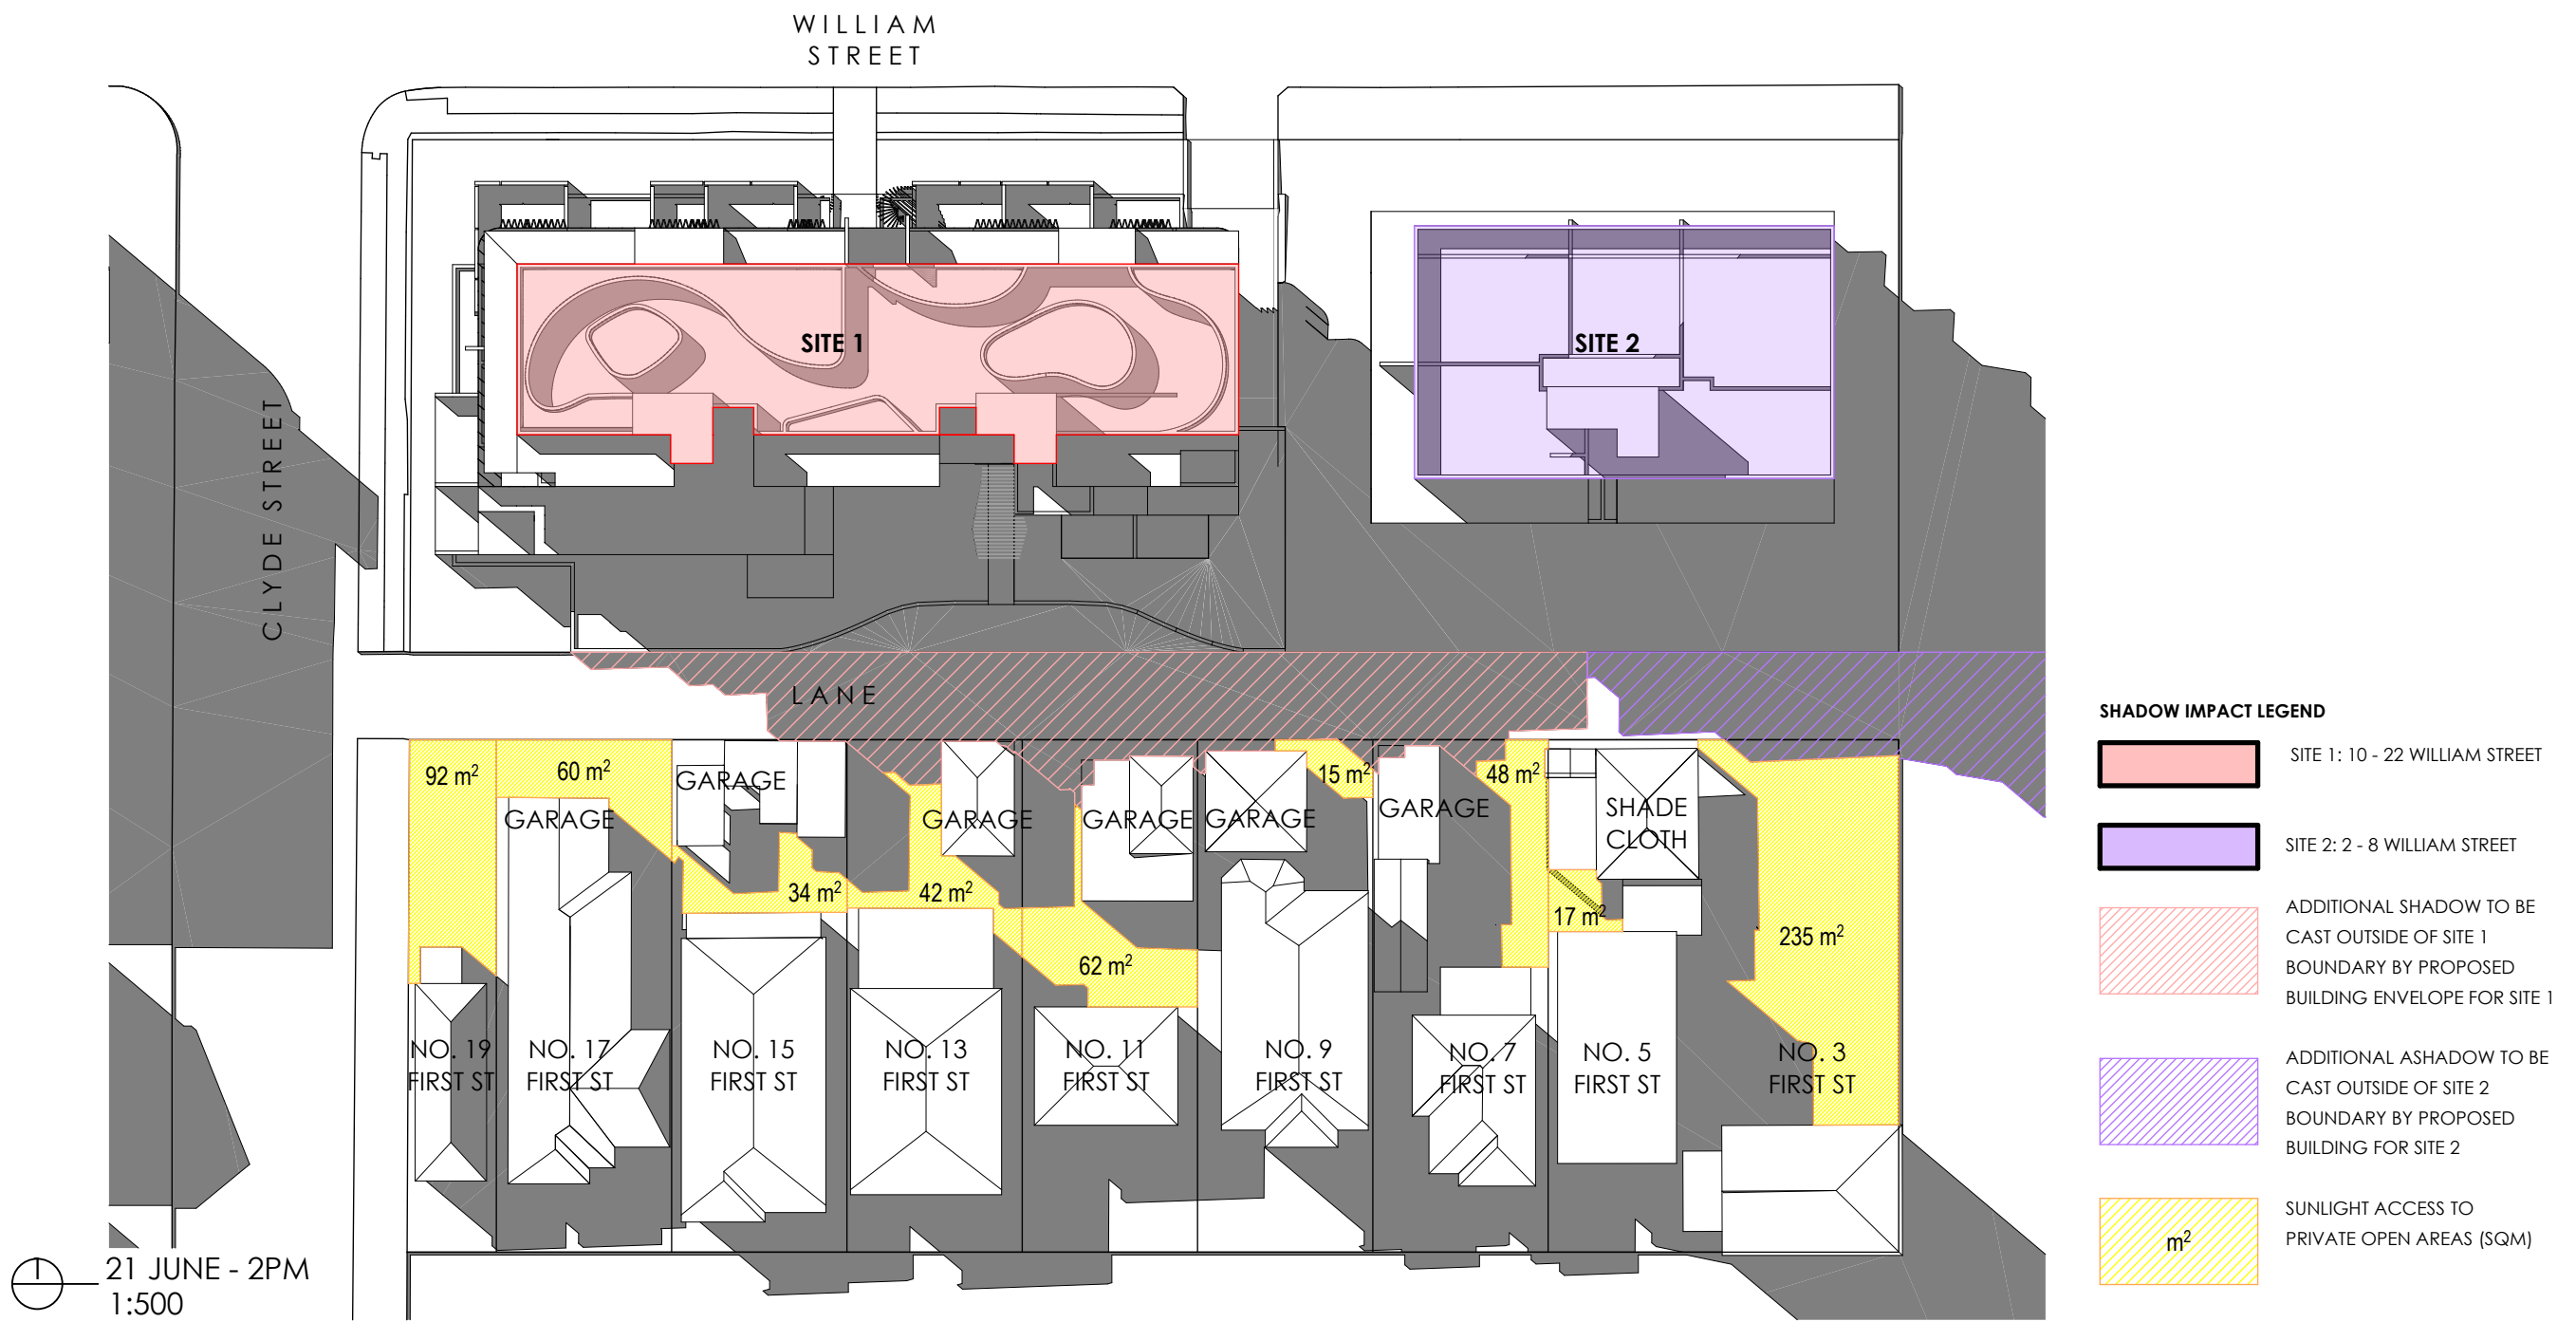 WILLIAM
STREET
CLYDE STREET
SITE 1
SITE 2
LANE
92 m²
60 m²
GARAGE
GARAGE
34 m²
42 m²
GARAGE
62 m²
GARAGE
GARAGE
15 m²
GARAGE
48 m²
SHADE
CLOTH
17 m²
235 m²
NO. 19
FIRST ST
NO. 17
FIRST ST
NO. 15
FIRST ST
NO. 13
FIRST ST
NO. 11
FIRST ST
NO. 9
FIRST ST
NO. 7
FIRST ST
NO. 5
FIRST ST
NO. 3
FIRST ST
1
21 JUNE - 2PM
1:500
SHADOW IMPACT LEGEND
SITE 1: 10 - 22 WILLIAM STREET
SITE 2: 2 - 8 WILLIAM STREET
ADDITIONAL SHADOW TO BE
CAST OUTSIDE OF SITE 1
BOUNDARY BY PROPOSED
BUILDING ENVELOPE FOR SITE 1
ADDITIONAL ASHADOW TO BE
CAST OUTSIDE OF SITE 2
BOUNDARY BY PROPOSED
BUILDING FOR SITE 2
m²
SUNLIGHT ACCESS TO
PRIVATE OPEN AREAS (SQM)